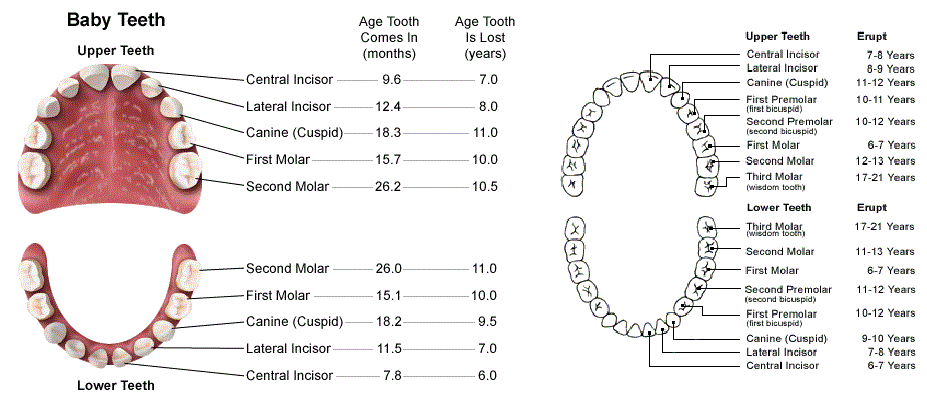 Baby Teeth
Age Tooth Comes In (months)
Age Tooth Is Lost (years)
Upper Teeth
Central Incisor 9.6 7.0
Lateral Incisor 12.4 8.0
Canine (Cuspid) 18.3 11.0
First Molar 15.7 10.0
Second Molar 26.2 10.5
Second Molar 26.0 11.0
First Molar 15.1 10.0
Canine (Cuspid) 18.2 9.5
Lateral Incisor 11.5 7.0
Central Incisor 7.8 6.0
Lower Teeth
Upper Teeth Erupt
Central Incisor 7-8 Years
Lateral Incisor 8-9 Years
Canine (Cuspid) 11-12 Years
First Premolar 10-11 Years
(first bicuspid)
Second Premolar 10-12 Years
(second bicuspid)
First Molar 6-7 Years
Second Molar 12-13 Years
Third Molar 17-21 Years
(wisdom tooth)
Lower Teeth Erupt
Third Molar 17-21 Years
(wisdom tooth)
Second Molar 11-13 Years
First Molar 6-7 Years
Second Premolar 11-12 Years
(second bicuspid)
First Premolar 10-12 Years
(first bicuspid)
Canine (Cuspid) 9-10 Years
Lateral Incisor 7-8 Years
Central Incisor 6-7 Years